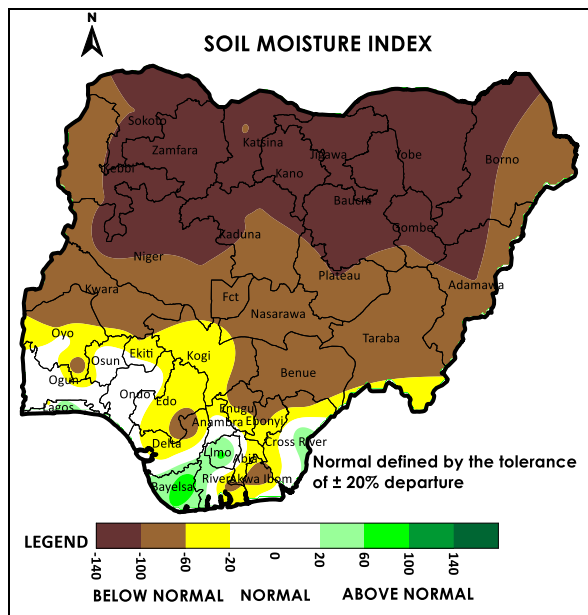 N
SOIL MOISTURE INDEX
Sokoto
Katsina
Zamfara
Jigawa
Yobe
Borno
Kebbi
Kano
Bauchi
Gombe
Kaduna
Niger
Plateau
Adamawa
Kwara
Fct
Nasarawa
Taraba
Oyo
Osun
Ekiti
Kogi
Ogun
Benue
Ondo
Edo
Enugu
Lagos
Anambra
Ebonyi
Delta
Cross River
Imo
Abia
Bayelsa
Rivers
Akwa Ibom
Normal defined by the tolerance
of ± 20% departure
LEGEND
-140 -100 -60 -20 0 20 60 100 140
BELOW NORMAL NORMAL ABOVE NORMAL